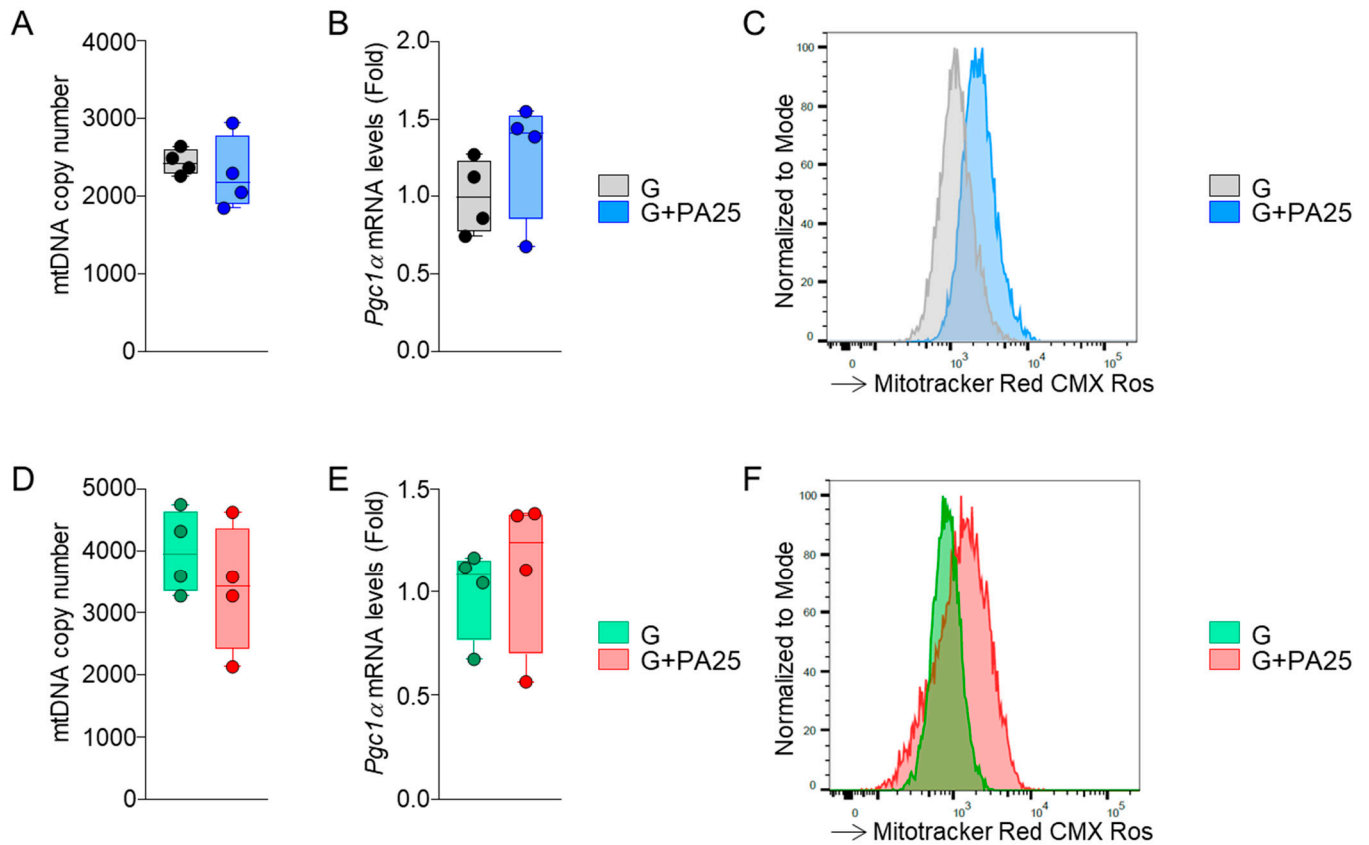 A
mtDNA copy number
4000
3000
2000
1000
0
B
Pgc1α mRNA levels (Fold)
2.0
1.5
1.0
0.5
0.0
G
G+PA25
C
Normalized to Mode
100
80
60
40
20
0
0 10³ 10⁴ 10⁵
Mitotracker Red CMX Ros
G
G+PA25
D
mtDNA copy number
5000
4000
3000
2000
1000
0
E
Pgc1α mRNA levels (Fold)
1.5
1.0
0.5
0.0
G
G+PA25
F
Normalized to Mode
100
80
60
40
20
0
0 10³ 10⁴ 10⁵
Mitotracker Red CMX Ros
G
G+PA25